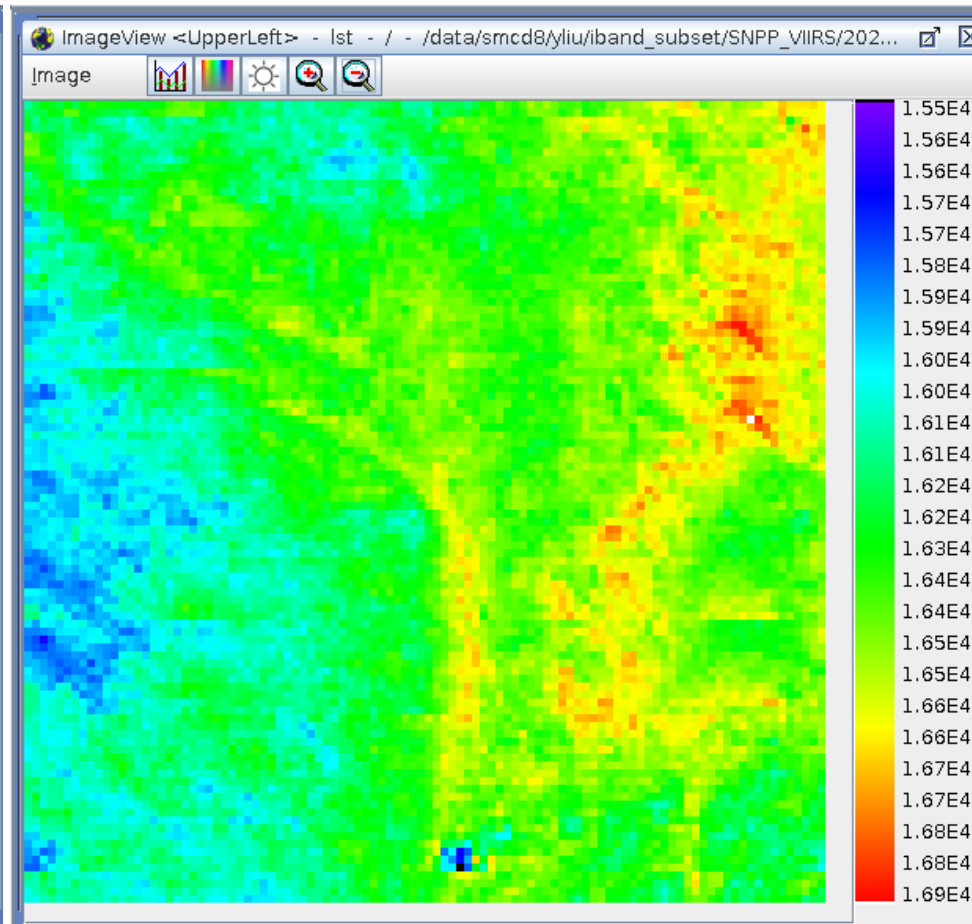 ImageView <UpperLeft> - lst - / - /data/smcd8/yliu/iband_subset/SNPP_VIIRS/202...
Image
1.55E4
1.56E4
1.56E4
1.57E4
1.57E4
1.58E4
1.59E4
1.59E4
1.60E4
1.60E4
1.61E4
1.61E4
1.62E4
1.62E4
1.63E4
1.64E4
1.64E4
1.65E4
1.65E4
1.66E4
1.66E4
1.67E4
1.67E4
1.68E4
1.68E4
1.69E4